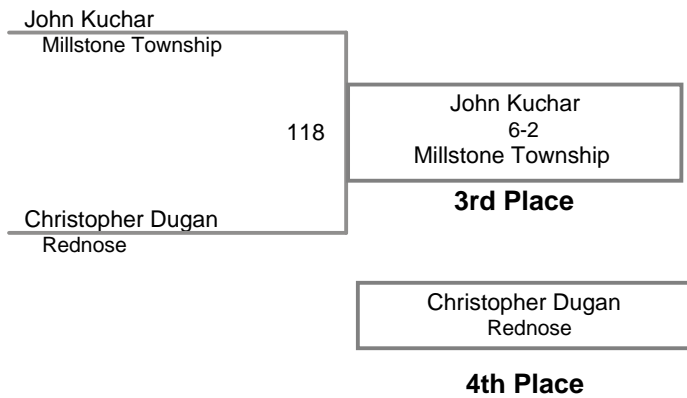 John Kuchar
Millstone Township
118
John Kuchar
6-2
Millstone Township
3rd Place
Christopher Dugan
Rednose
Christopher Dugan
Rednose
4th Place